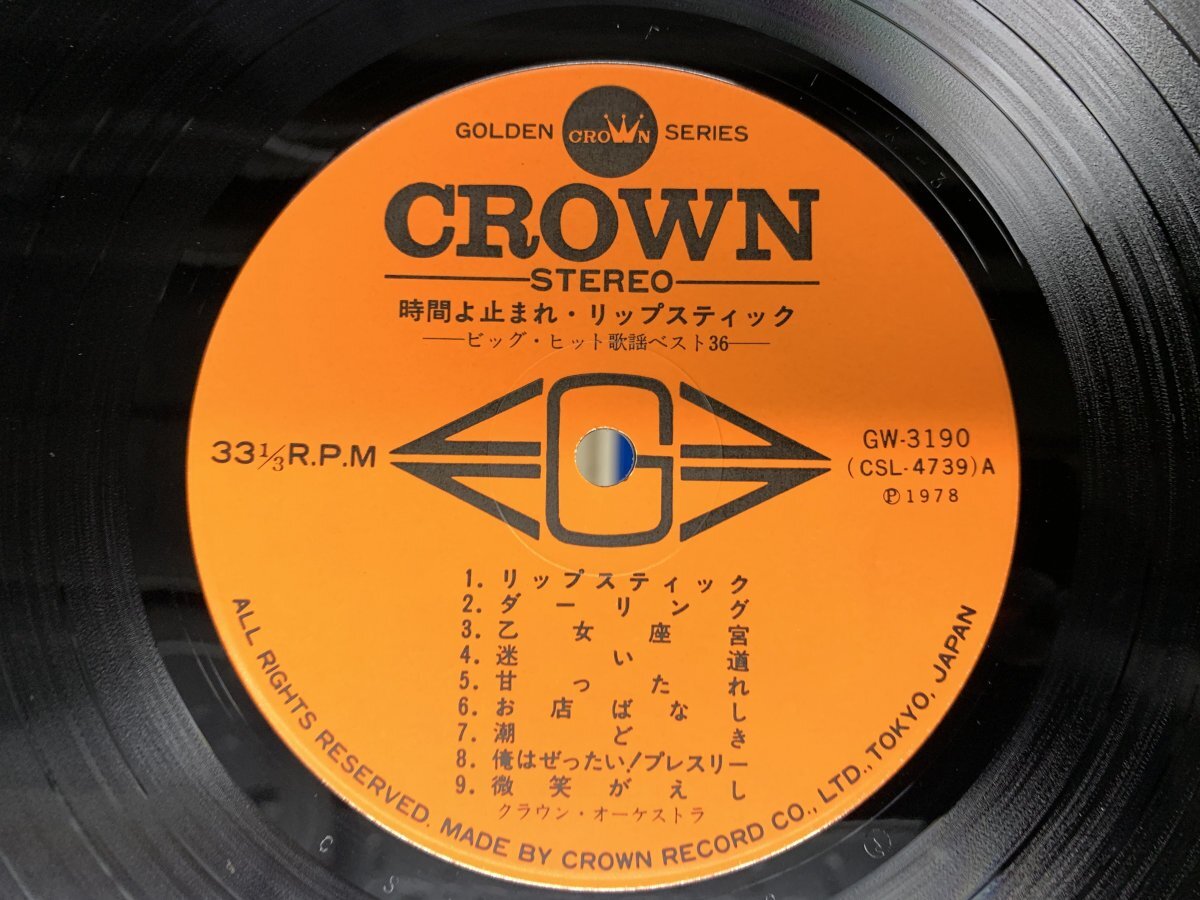 GOLDEN CROWN SERIES
CROWN
STEREO
時間よ止まれ・リップスティック
―ビッグ・ヒット歌謡ベスト36―
33 1/3 R.P.M
G
GW-3190
(CSL-4739)A
Ⓟ1978
1. リップスティック
2. ダーリング
3. 乙女座宮
4. 迷い道
5. 甘ったれ
6. お店ばなし
7. 潮どき
8. 俺はぜったい!プレスリー
9. 微笑がえし
クラウン・オーケストラ
ALL RIGHTS RESERVED. MADE BY CROWN RECORD CO., LTD., TOKYO, JAPAN